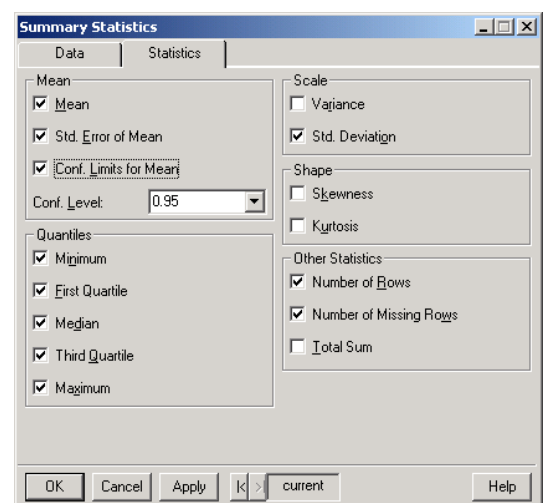 Summary Statistics
Data
Statistics
Mean
Mean
Std. Error of Mean
Conf. Limits for Mean
Conf. Level:
0.95
Quantiles
Minimum
First Quartile
Median
Third Quartile
Maximum
Scale
Variance
Std. Deviation
Shape
Skewness
Kurtosis
Other Statistics
Number of Rows
Number of Missing Rows
Total Sum
OK
Cancel
Apply
current
Help